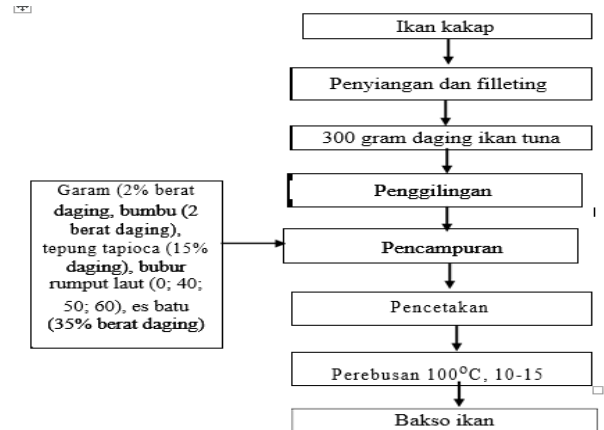 Ikan kakap
Penyiangan dan filleting
300 gram daging ikan tuna
Penggilingan
Garam (2% berat
daging, bumbu (2
berat daging),
tepung tapioca (15%
daging), bubur
rumput laut (0; 40;
50; 60), es batu
(35% berat daging)
Pencampuran
Pencetakan
Perebusan 100°C, 10-15
Bakso ikan